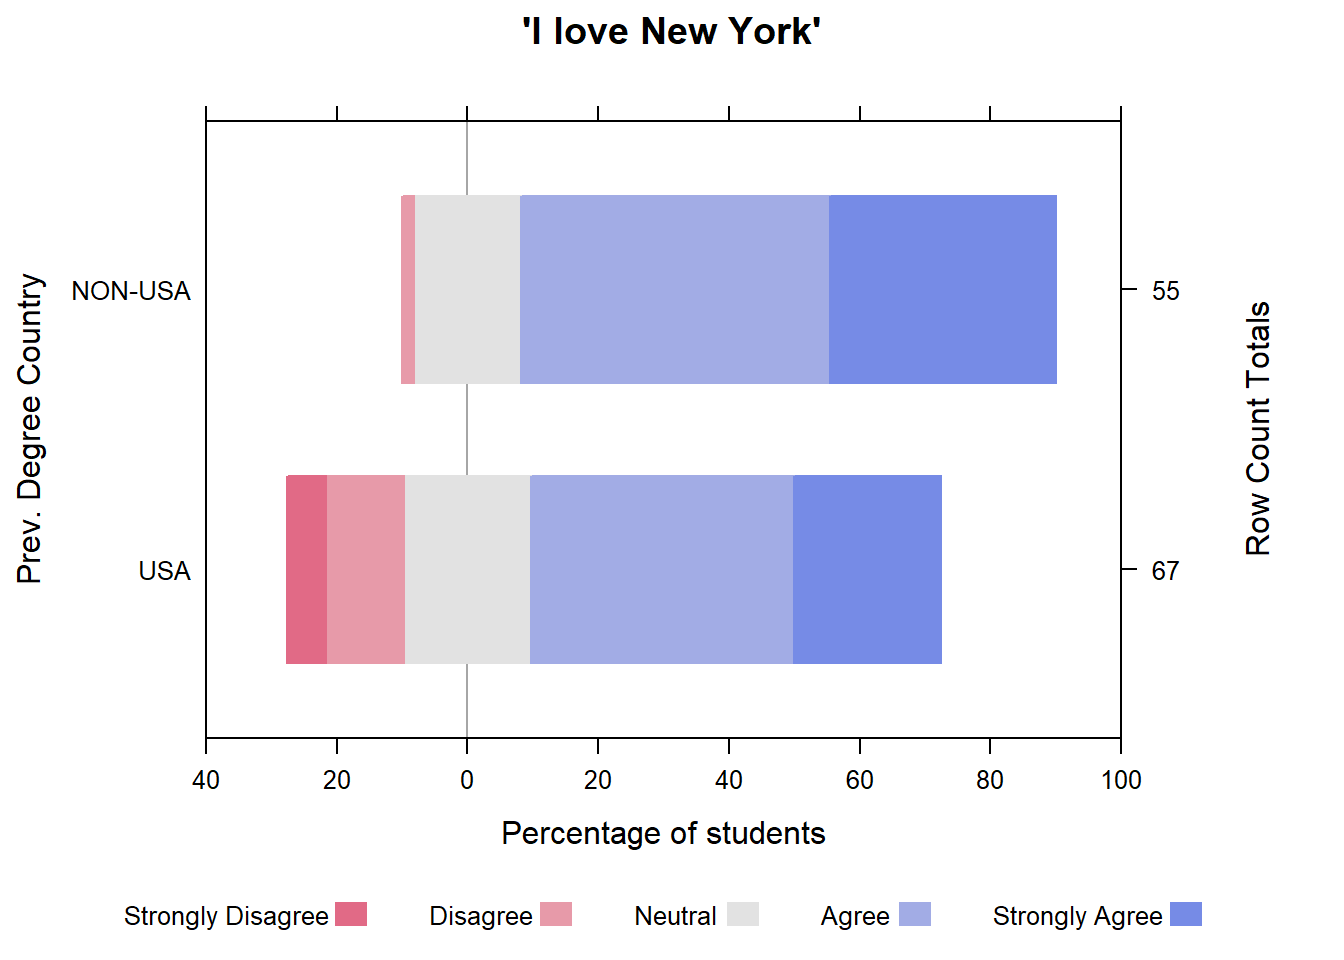 'I love New York'
Prev. Degree Country
NON-USA
55
USA
67
Row Count Totals
40 20 0 20 40 60 80 100
Percentage of students
Strongly Disagree Disagree Neutral Agree Strongly Agree